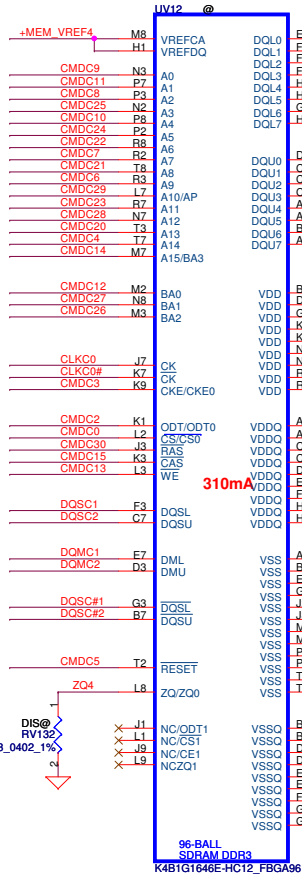 UV12 @
+MEM_VREF4 M8 VREFCA DQL0 E
H1 VREFDQ DQL1 F
DQL2 F
CMDC9 N3 A0 DQL3 F
CMDC11 P7 A1 DQL4 H
CMDC8 P3 A2 DQL5 H
CMDC25 N2 A3 DQL6 G
CMDC10 P8 A4 DQL7 H
CMDC24 P2 A5
CMDC22 R8 A6
CMDC7 R2 A7 DQU0 D
CMDC21 T8 A8 DQU1 C
CMDC6 R3 A9 DQU2 C
CMDC29 L7 A10/AP DQU3 C
CMDC23 R7 A11 DQU4 A
CMDC28 N7 A12 DQU5 A
CMDC20 T3 A13 DQU6 B
CMDC4 T7 A14 DQU7 A
CMDC14 M7 A15/BA3
CMDC12 M2 BA0 VDD B
CMDC27 N8 BA1 VDD D
CMDC26 M3 BA2 VDD G
VDD K
VDD K
VDD N
CLKC0 J7 CK VDD N
CLKC0# K7 CK VDD R
CMDC3 K9 CKE/CKE0 VDD R
CMDC2 K1 ODT/ODT0 VDDQ A
CMDC0 L2 CS/CS0 VDDQ A
CMDC30 J3 RAS VDDQ C
CMDC15 K3 CAS VDDQ C
CMDC13 L3 WE VDDQ D
310mA VDDQ E
VDDQ F
DQSC1 F3 DQSL VDDQ H
DQSC2 C7 DQSU VDDQ H
DQMC1 E7 DML VSS A
DQMC2 D3 DMU VSS B
VSS E
VSS G
DQSC#1 G3 DQSL VSS J
DQSC#2 B7 DQSU VSS J
VSS M
VSS M
VSS P
CMDC5 T2 RESET VSS P
VSS T
ZQ4 L8 ZQ/ZQ0 VSS T
1
DIS@
RV132
_0402_1%
2
J1 NC/ODT1 VSSQ B
L1 NC/CS1 VSSQ B
J9 NC/CE1 VSSQ D
L9 NCZQ1 VSSQ D
VSSQ E
VSSQ E
VSSQ F
VSSQ G
VSSQ G
96-BALL
SDRAM DDR3
K4B1G1646E-HC12_FBGA96